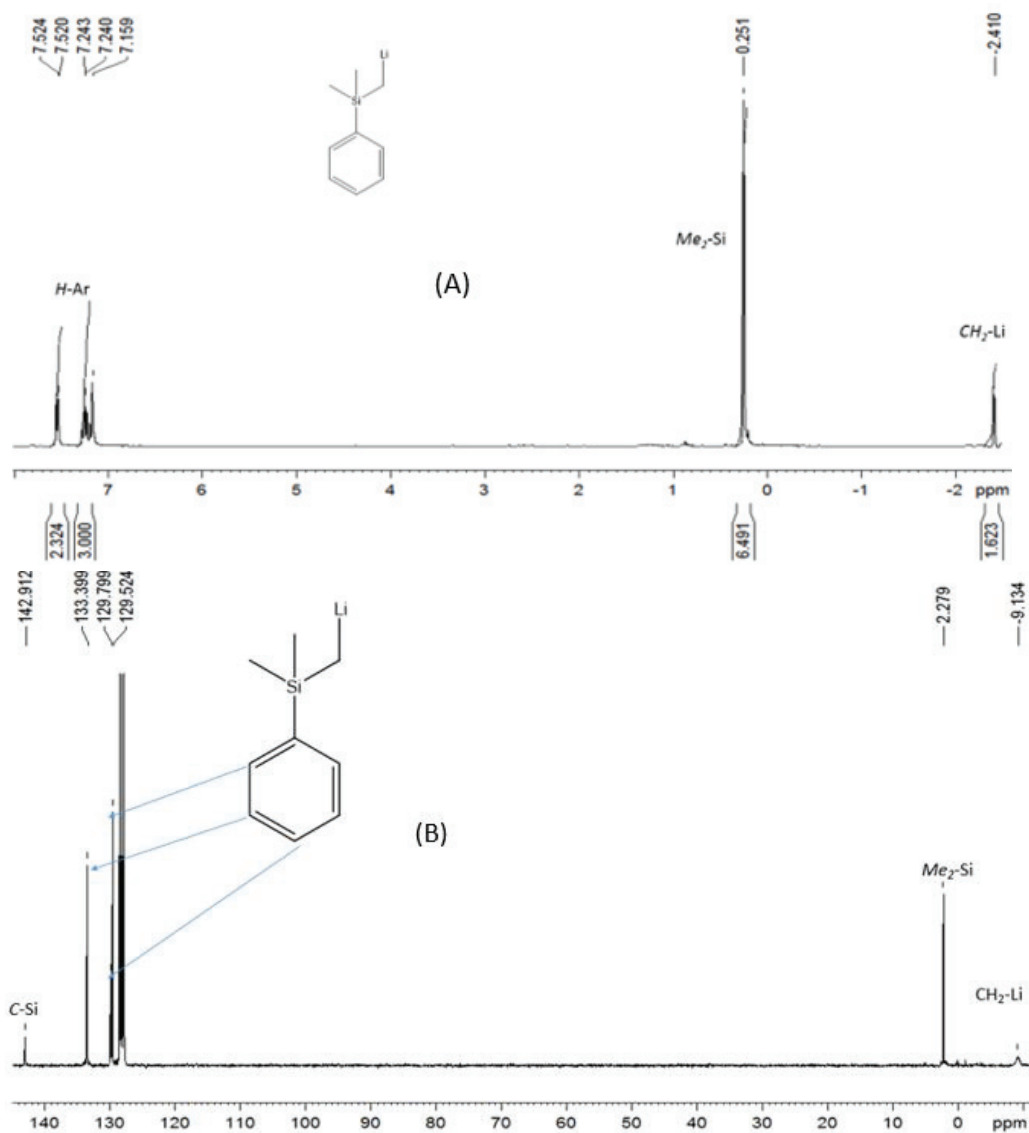 7.524
7.520
7.243
7.240
7.159
0.251
-2.410
Li
Si
H-Ar
(A)
Me2-Si
CH2-Li
7 6 5 4 3 2 1 0 -1 -2 ppm
2.324
3.000
6.491
1.623
142.912
133.399
129.799
129.524
2.279
-9.134
Li
Si
(B)
C-Si
Me2-Si
CH2-Li
140 130 120 110 100 90 80 70 60 50 40 30 20 10 0 ppm